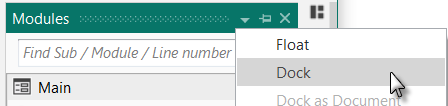 Modules
Find Sub / Module / Line number
Main
Float
Dock
Dock as Document